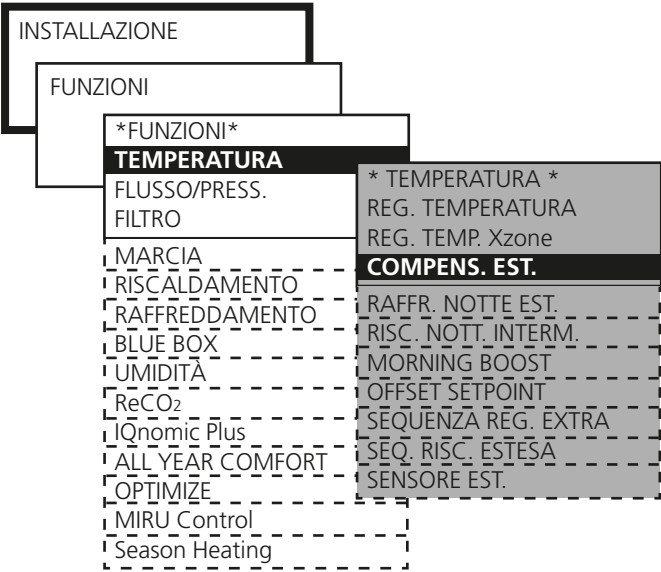 INSTALLAZIONE
FUNZIONI
*FUNZIONI*
TEMPERATURA
FLUSSO/PRESS.
FILTRO
MARCIA
RISCALDAMENTO
RAFFREDDAMENTO
BLUE BOX
UMIDITÀ
ReCO2
IQnomic Plus
ALL YEAR COMFORT
OPTIMIZE
MIRU Control
Season Heating
* TEMPERATURA *
REG. TEMPERATURA
REG. TEMP. Xzone
COMPENS. EST.
RAFFR. NOTTE EST.
RISC. NOTT. INTERM.
MORNING BOOST
OFFSET SETPOINT
SEQUENZA REG. EXTRA
SEQ. RISC. ESTESA
SENSORE EST.